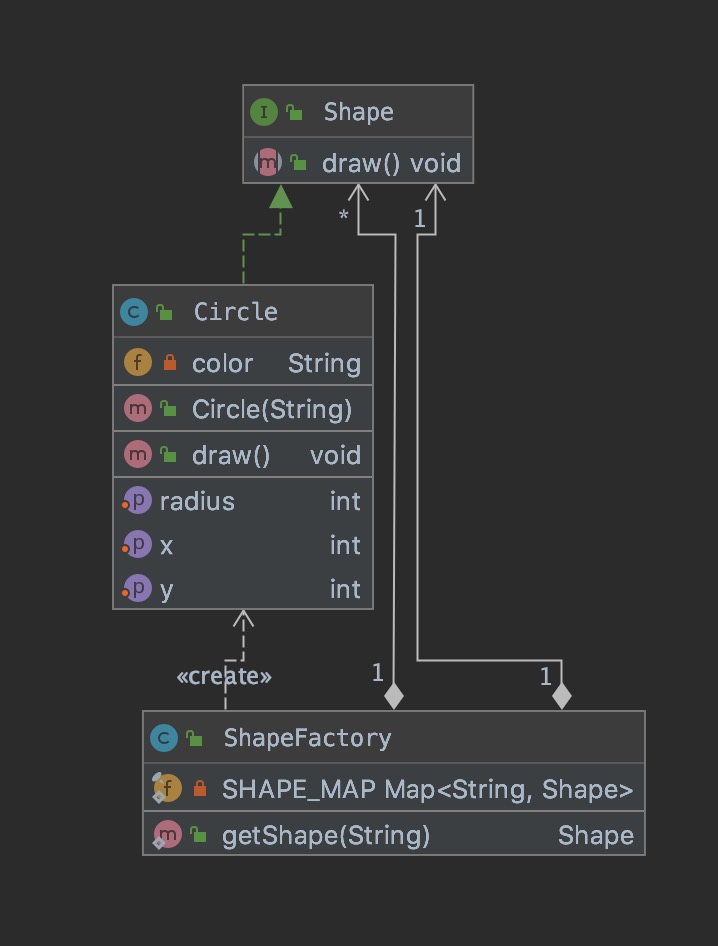 I Shape
m draw() void
* 1
C Circle
f color String
m Circle(String)
m draw() void
p radius int
p x int
p y int
«create» 1 1
C ShapeFactory
f SHAPE_MAP Map<String, Shape>
m getShape(String) Shape